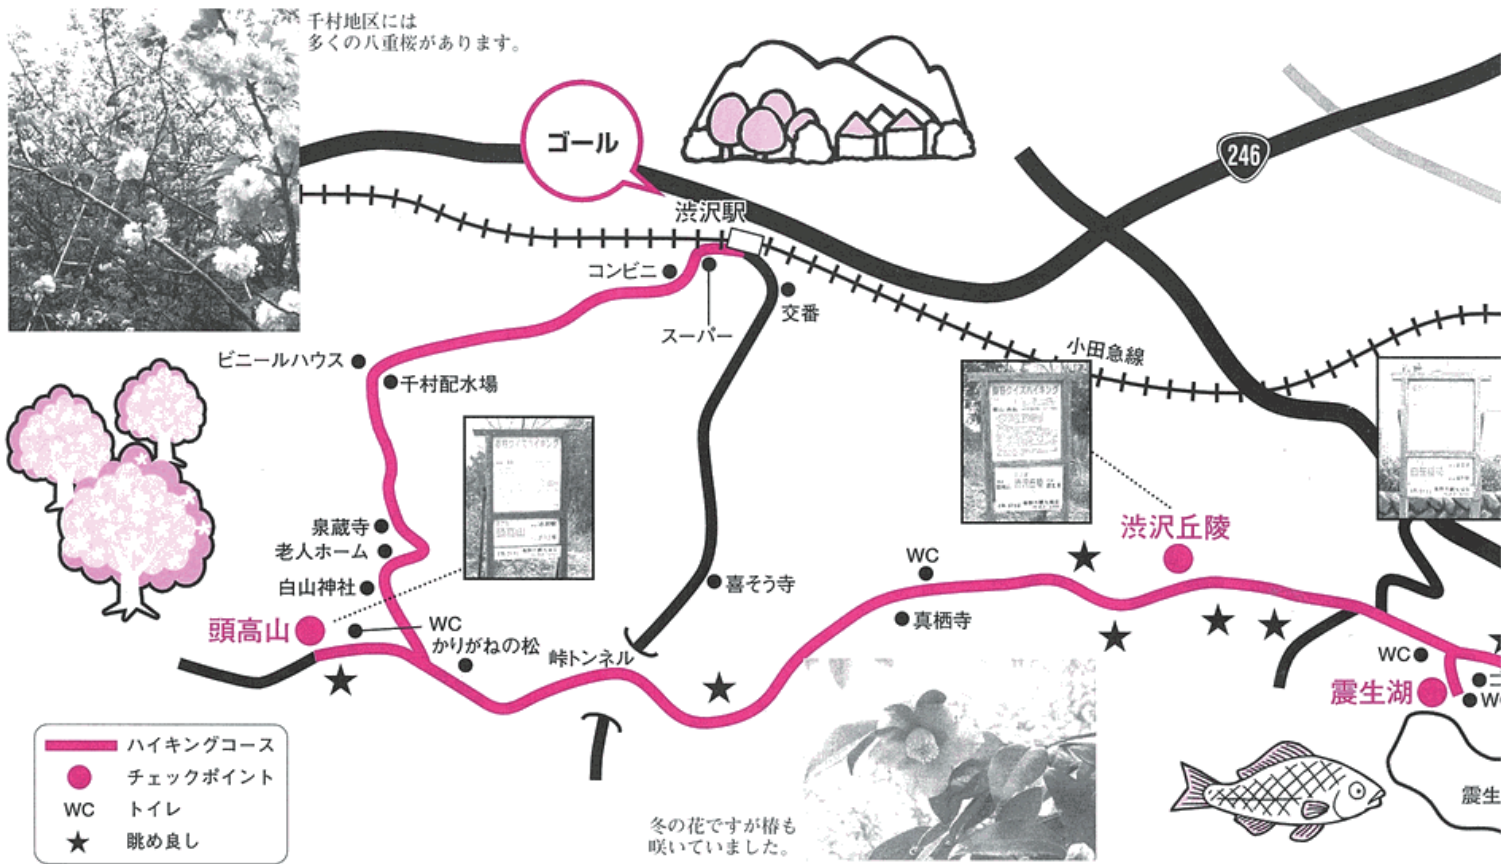 千村地区には
多くの八重桜があります。
ゴール
246
渋沢駅
コンビニ
スーパー
交番
小田急線
ビニールハウス
千村配水場
泉蔵寺
老人ホーム
白山神社
頭高山
WC
かりがねの松
峠トンネル
喜そう寺
WC
真栖寺
渋沢丘陵
WC
震生湖
震生
ハイキングコース
チェックポイント
WC
トイレ
眺め良し
冬の花ですが椿も
咲いていました。